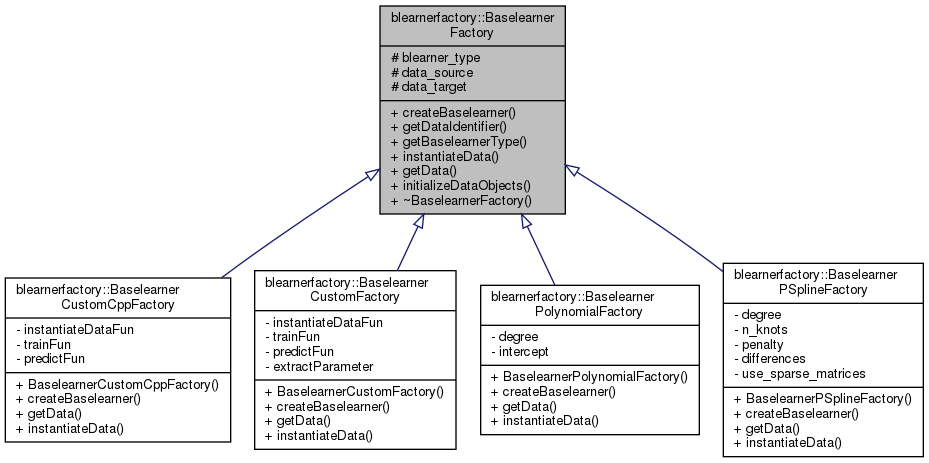 blearnerfactory::Baselearner
Factory
# blearner_type
# data_source
# data_target
+ createBaselearner()
+ getDataIdentifier()
+ getBaselearnerType()
+ instantiateData()
+ getData()
+ initializeDataObjects()
+ ~BaselearnerFactory()
blearnerfactory::Baselearner
CustomCppFactory
- instantiateDataFun
- trainFun
- predictFun
+ BaselearnerCustomCppFactory()
+ createBaselearner()
+ getData()
+ instantiateData()
blearnerfactory::Baselearner
CustomFactory
- instantiateDataFun
- trainFun
- predictFun
- extractParameter
+ BaselearnerCustomFactory()
+ createBaselearner()
+ getData()
+ instantiateData()
blearnerfactory::Baselearner
PolynomialFactory
- degree
- intercept
+ BaselearnerPolynomialFactory()
+ createBaselearner()
+ getData()
+ instantiateData()
blearnerfactory::Baselearner
PSplineFactory
- degree
- n_knots
- penalty
- differences
- use_sparse_matrices
+ BaselearnerPSplineFactory()
+ createBaselearner()
+ getData()
+ instantiateData()